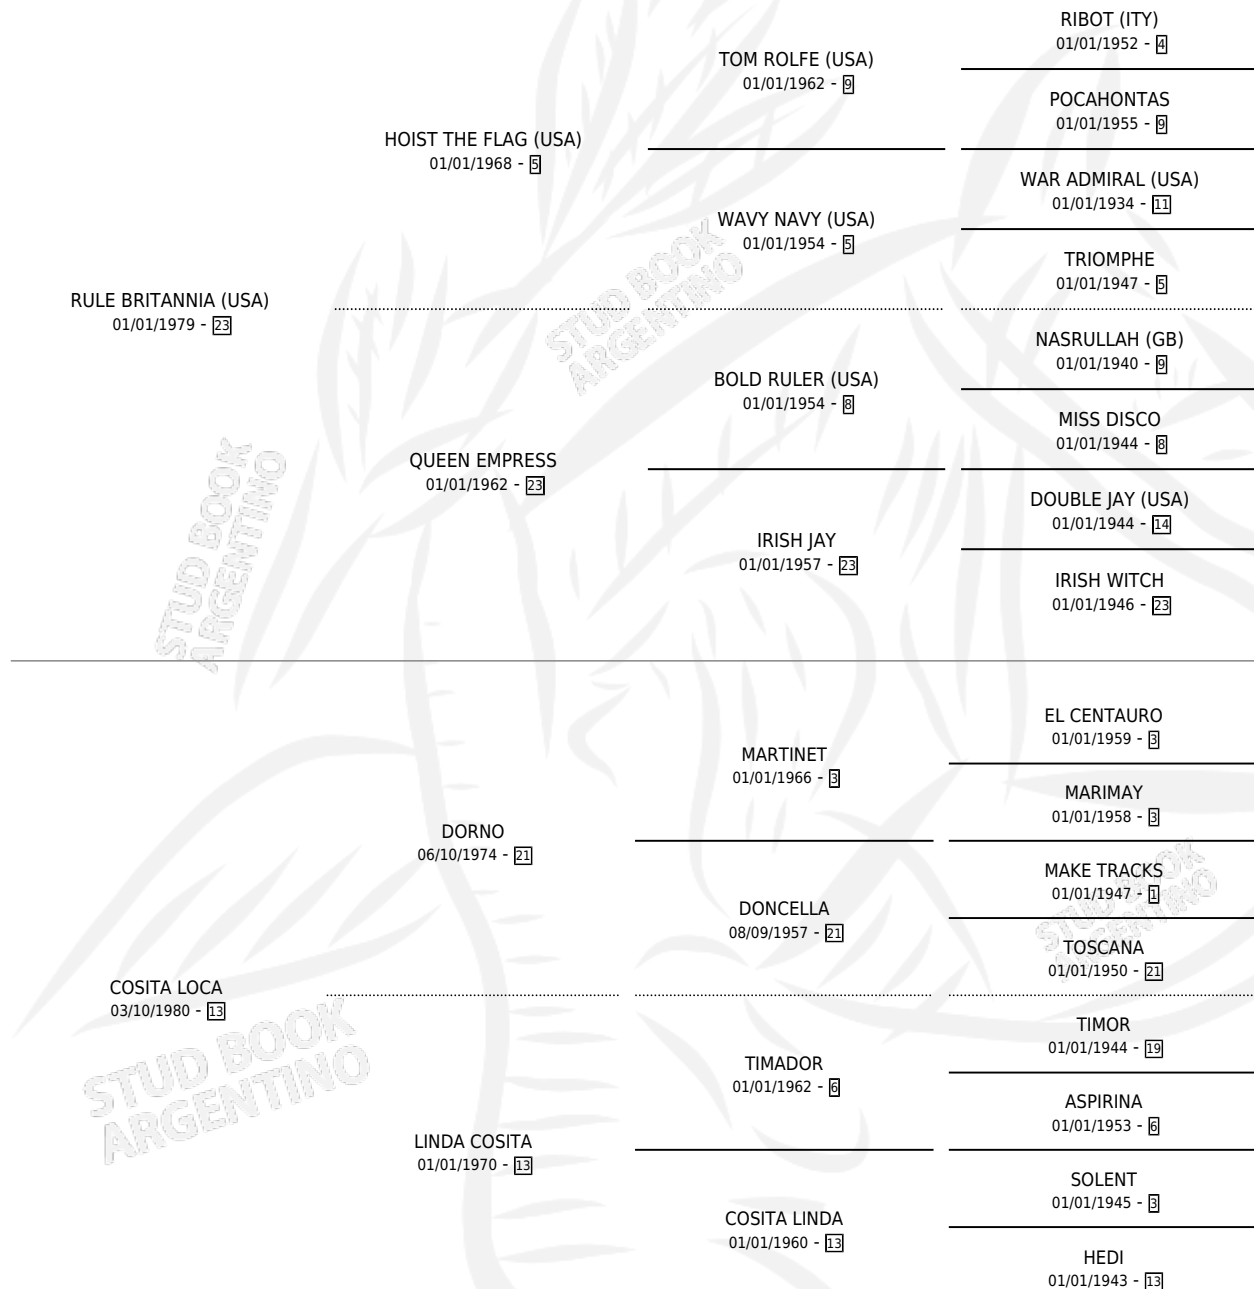 RULE BRITANNIA (USA)
01/01/1979 - 23
HOIST THE FLAG (USA)
01/01/1968 - 5
QUEEN EMPRESS
01/01/1962 - 23
TOM ROLFE (USA)
01/01/1962 - 9
WAVY NAVY (USA)
01/01/1954 - 5
BOLD RULER (USA)
01/01/1954 - 8
IRISH JAY
01/01/1957 - 23
RIBOT (ITY)
01/01/1952 - 4
POCAHONTAS
01/01/1955 - 9
WAR ADMIRAL (USA)
01/01/1934 - 11
TRIOMPHE
01/01/1947 - 5
NASRULLAH (GB)
01/01/1940 - 9
MISS DISCO
01/01/1944 - 8
DOUBLE JAY (USA)
01/01/1944 - 14
IRISH WITCH
01/01/1946 - 23
COSITA LOCA
03/10/1980 - 13
DORNO
06/10/1974 - 21
LINDA COSITA
01/01/1970 - 13
MARTINET
01/01/1966 - 3
DONCELLA
08/09/1957 - 21
TIMADOR
01/01/1962 - 6
COSITA LINDA
01/01/1960 - 13
EL CENTAURO
01/01/1959 - 3
MARIMAY
01/01/1958 - 3
MAKE TRACKS
01/01/1947 - 1
TOSCANA
01/01/1950 - 21
TIMOR
01/01/1944 - 19
ASPIRINA
01/01/1953 - 6
SOLENT
01/01/1945 - 3
HEDI
01/01/1943 - 13
STUD BOOK
ARGENTINO
STUD BOOK
ARGENTINO
STUD BOOK
ARGENTINO
STUD BOOK
ARGENTINO